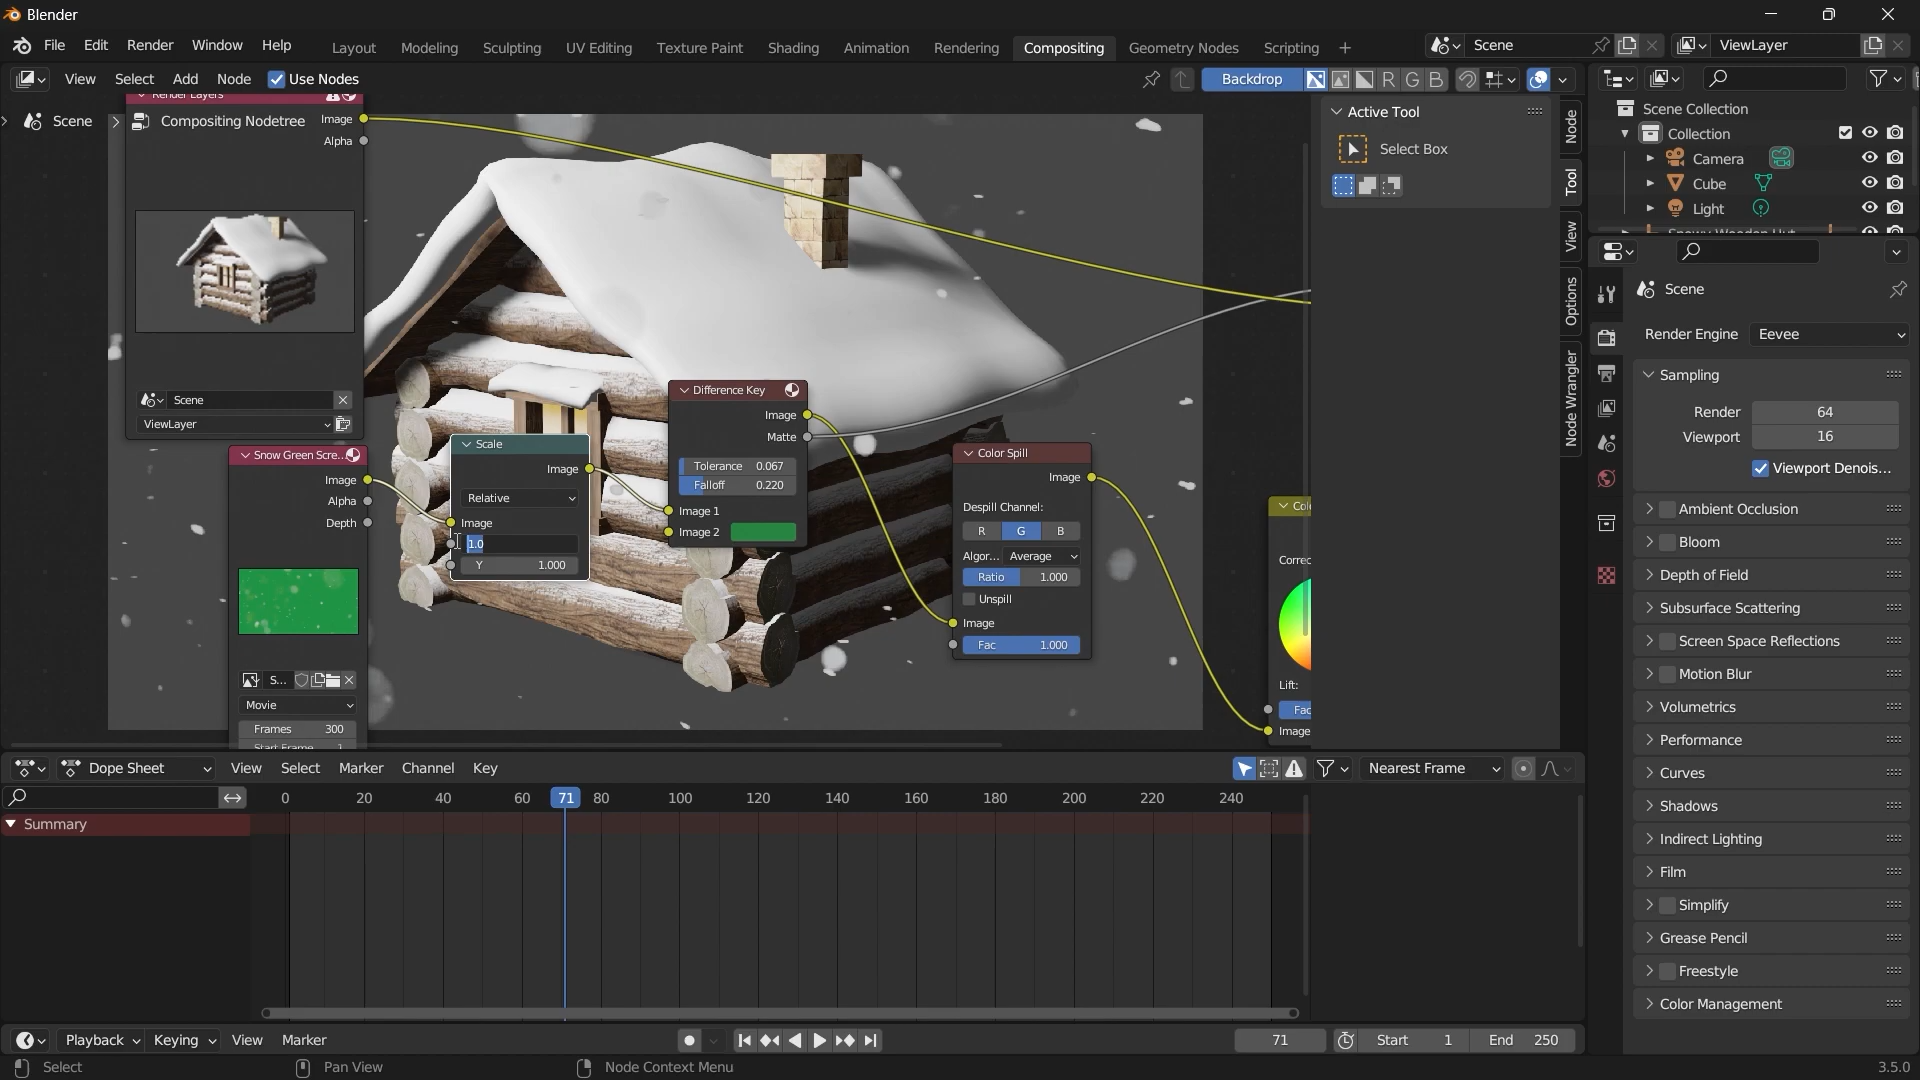 Blender
File Edit Render Window Help
Layout Modeling Sculpting UV Editing Texture Paint Shading Animation Rendering Compositing Geometry Nodes Scripting
Scene
ViewLayer
View Select Add Node Use Nodes
Backdrop
R G B
Render Layers
Scene
Compositing Nodetree
Image
Alpha
Scene
ViewLayer
Snow Green Scre...
Image
Alpha
Depth
S...
Movie
Frames 300
Start Frame 1
Scale
Image
Relative
Image
1.0
Y 1.000
Difference Key
Image
Matte
Tolerance 0.067
Falloff 0.220
Image 1
Image 2
Color Spill
Image
Despill Channel:
R G B
Algor... Average
Ratio 1.000
Unspill
Image
Fac 1.000
Lift:
Fac
Image
Active Tool
Select Box
Node
Tool
View
Options
Node Wrangler
Scene Collection
Collection
Camera
Cube
Light
Snowy Wooden Hut
Scene
Render Engine Eevee
Sampling
Render 64
Viewport 16
Viewport Denois...
Ambient Occlusion
Bloom
Depth of Field
Subsurface Scattering
Screen Space Reflections
Motion Blur
Volumetrics
Performance
Curves
Shadows
Indirect Lighting
Film
Simplify
Grease Pencil
Freestyle
Color Management
Dope Sheet View Select Marker Channel Key
Nearest Frame
0 20 40 60 71 80 100 120 140 160 180 200 220 240
Summary
Playback Keying View Marker
71 Start 1 End 250
Select Pan View Node Context Menu 3.5.0